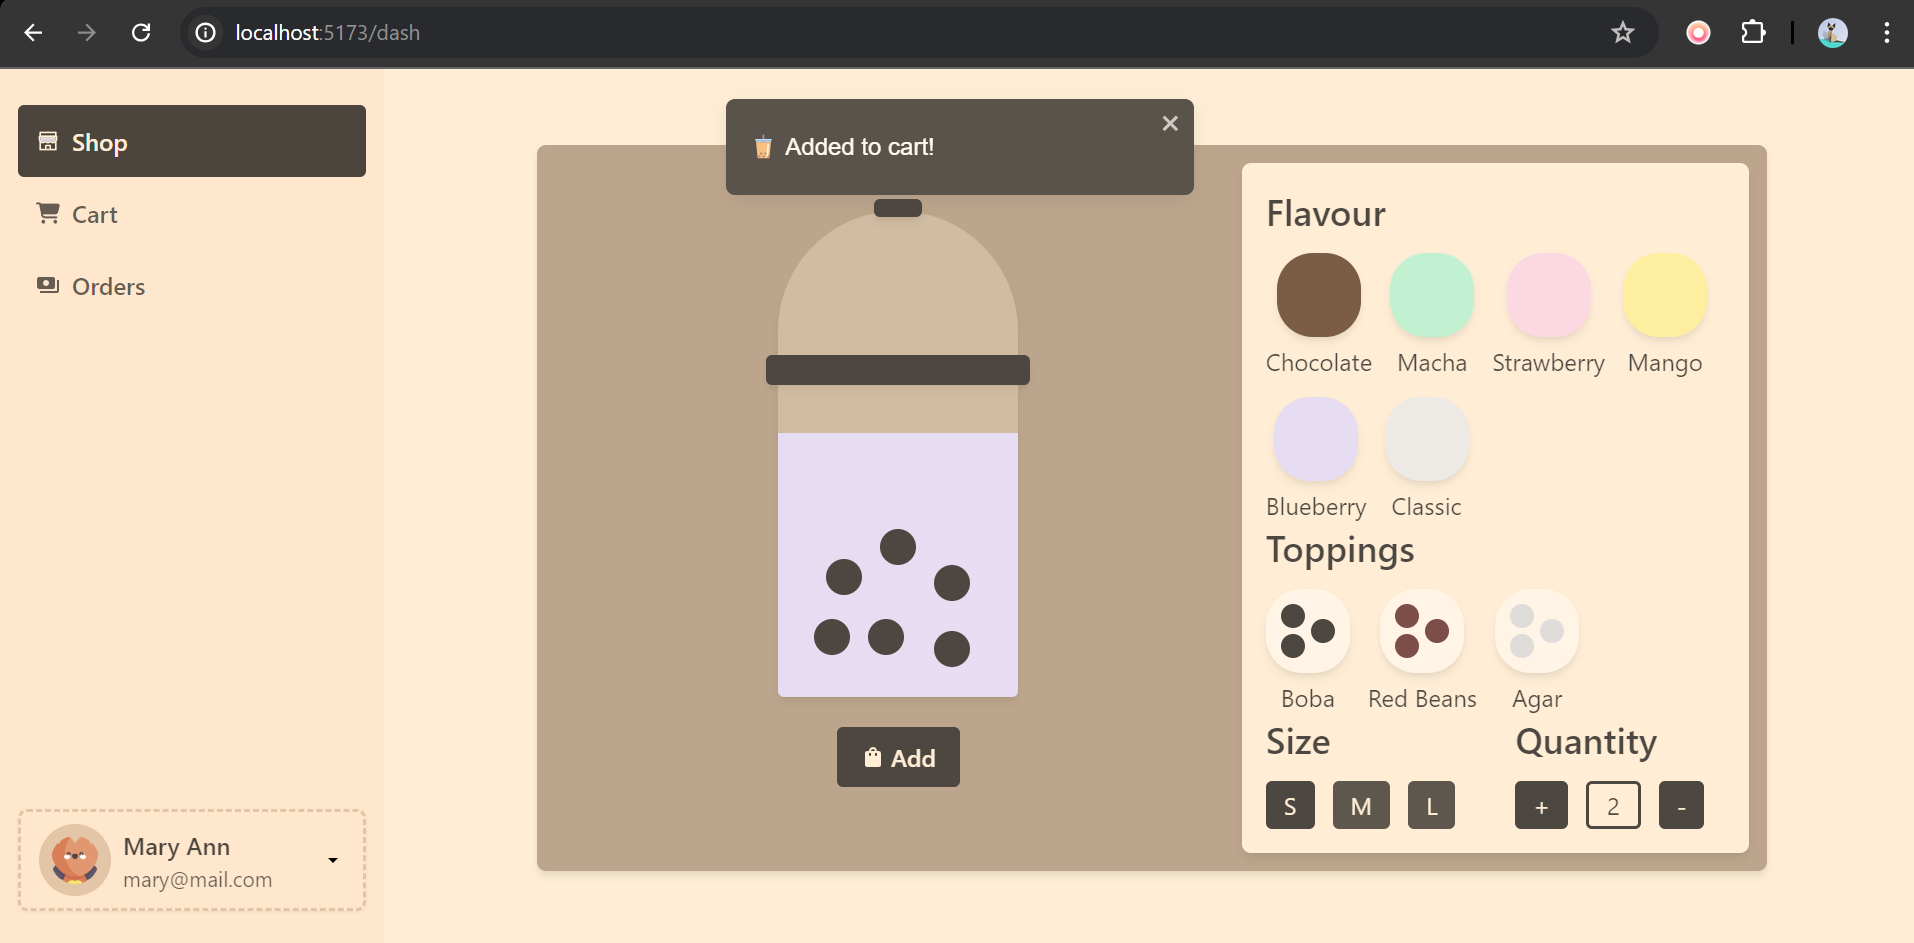 localhost:5173/dash
Shop
Cart
Orders
Mary Ann
mary@mail.com
Added to cart!
Add
Flavour
Chocolate Macha Strawberry Mango
Blueberry Classic
Toppings
Boba Red Beans Agar
Size Quantity
S M L + 2 -